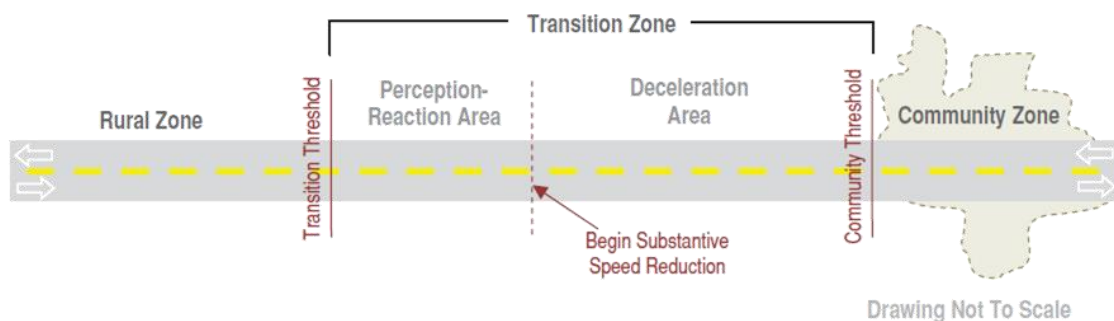 Transition Zone
Rural Zone
Transition Threshold
Perception-
Reaction Area
Deceleration
Area
Community Threshold
Community Zone
Begin Substantive
Speed Reduction
Drawing Not To Scale